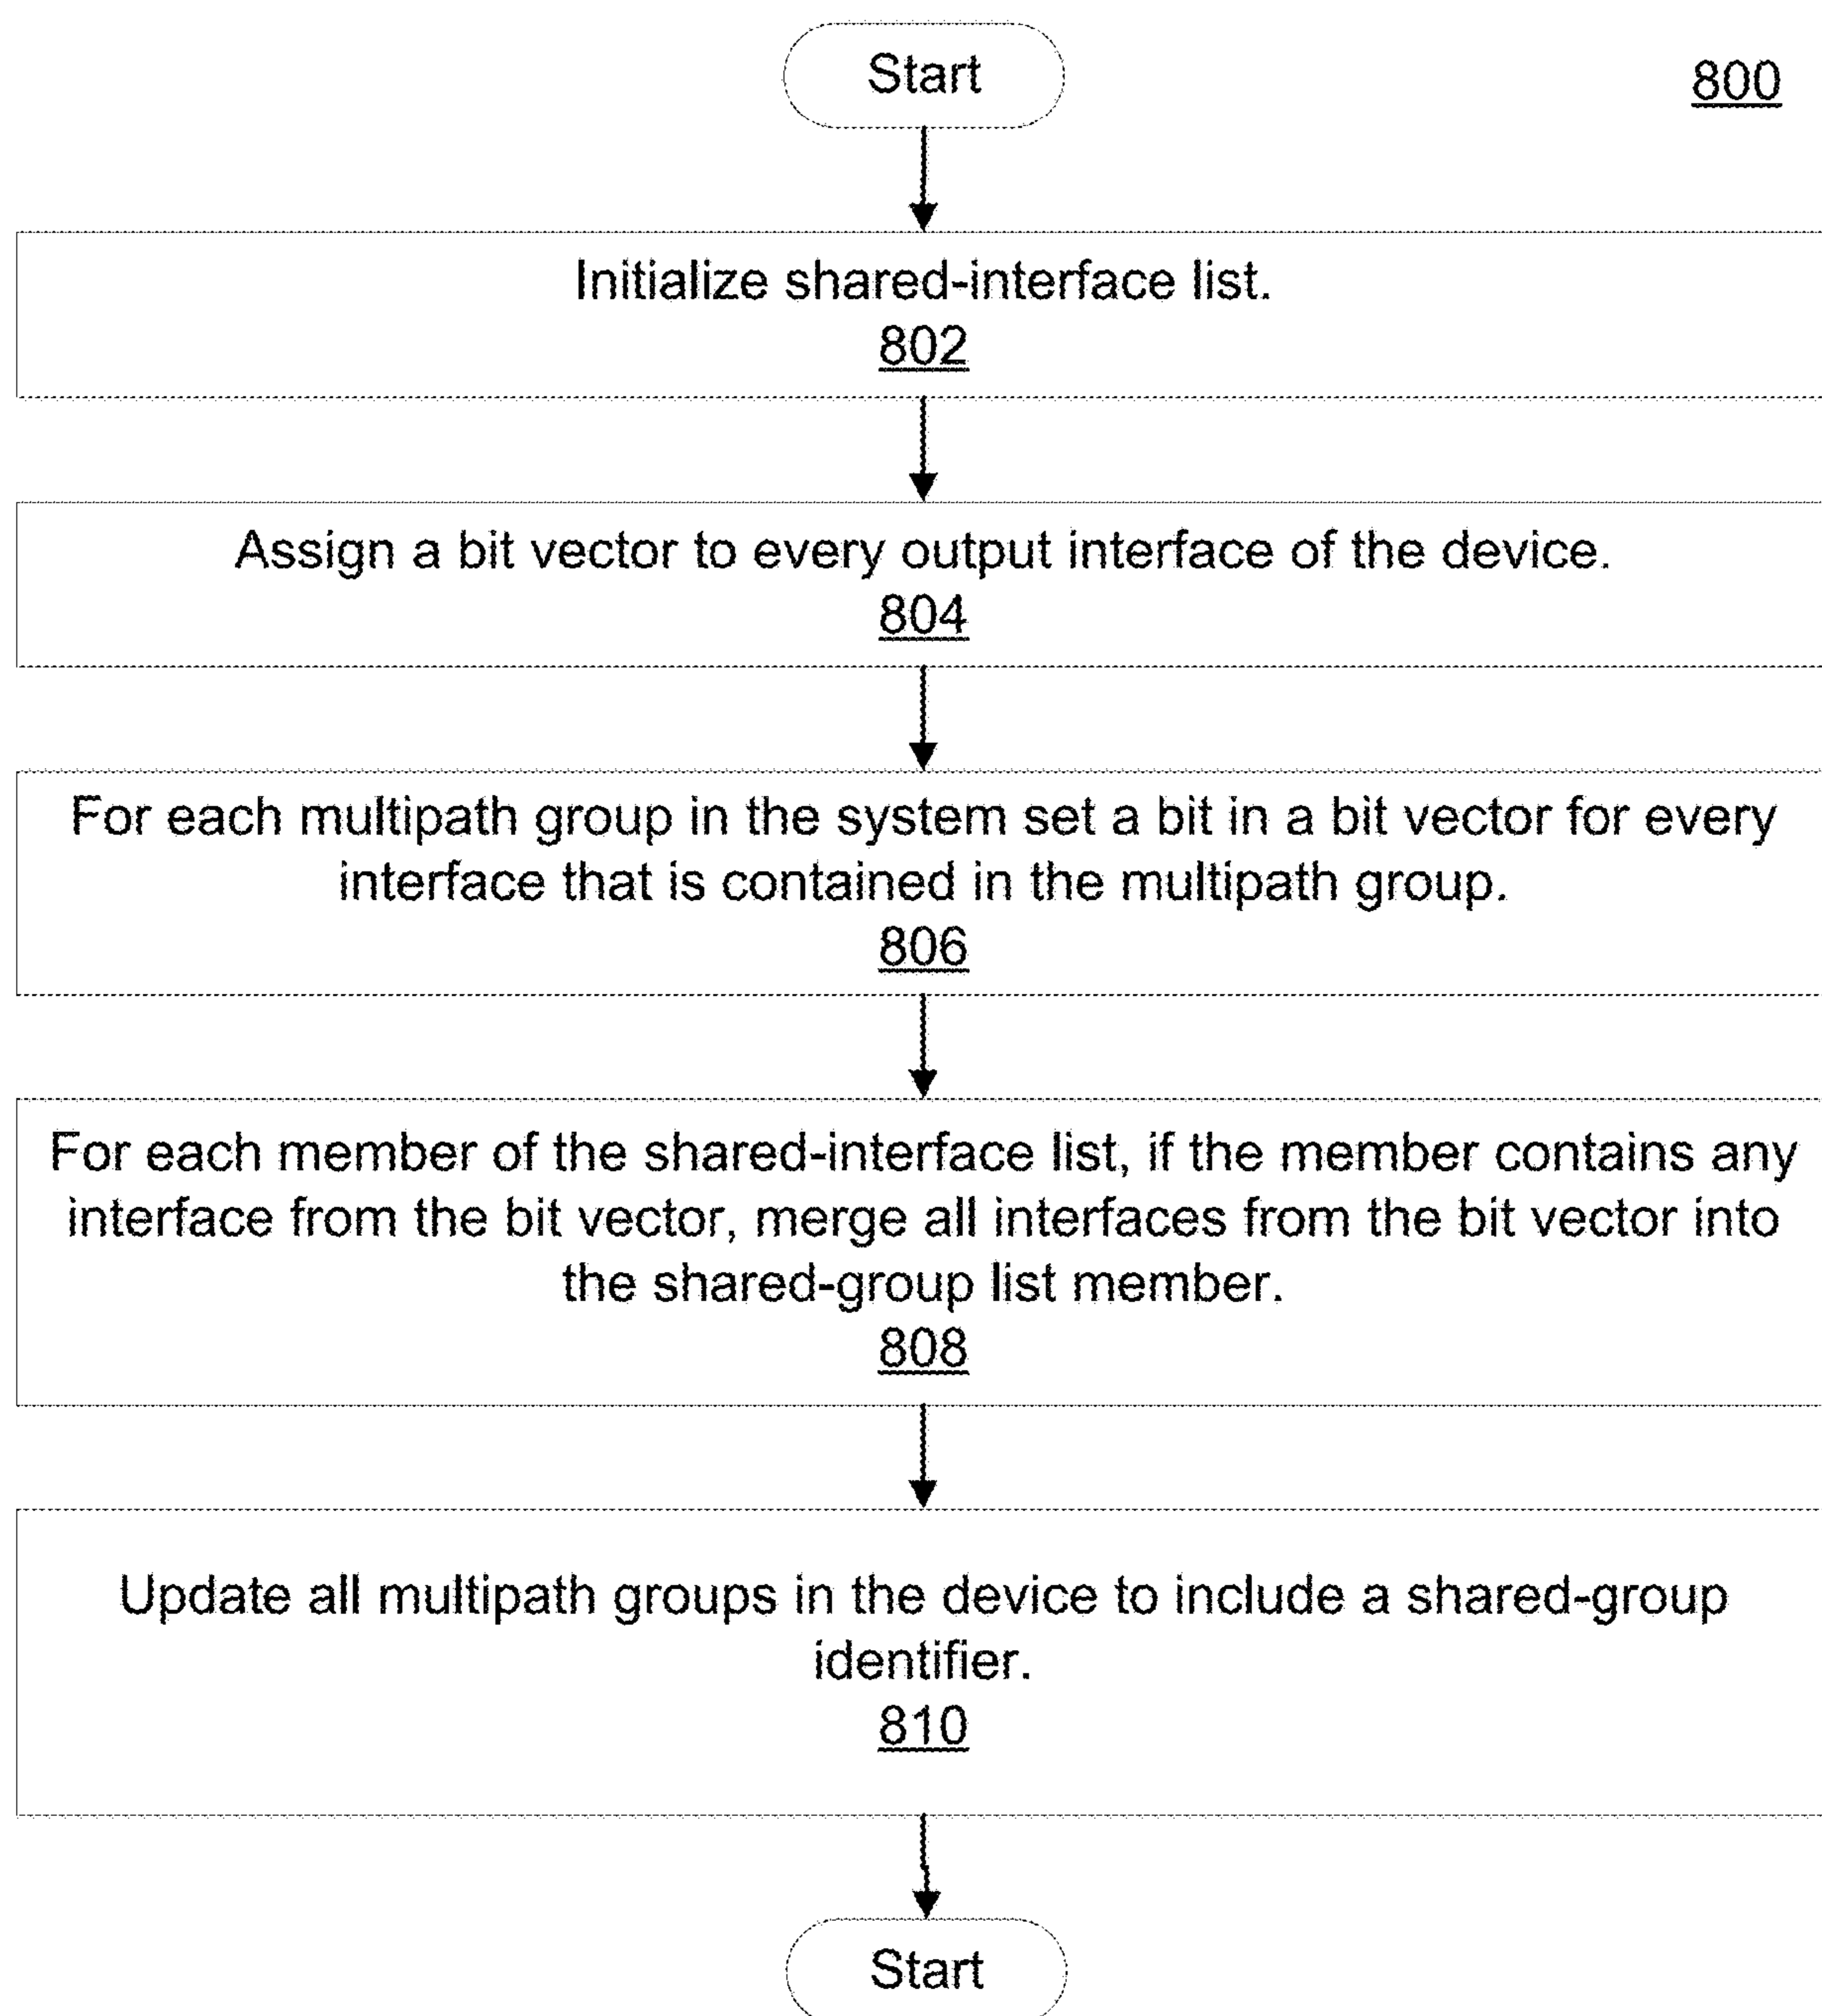 Start
800
Initialize shared-interface list.
802
Assign a bit vector to every output interface of the device.
804
For each multipath group in the system set a bit in a bit vector for every
interface that is contained in the multipath group.
806
For each member of the shared-interface list, if the member contains any
interface from the bit vector, merge all interfaces from the bit vector into
the shared-group list member.
808
Update all multipath groups in the device to include a shared-group
identifier.
810
Start